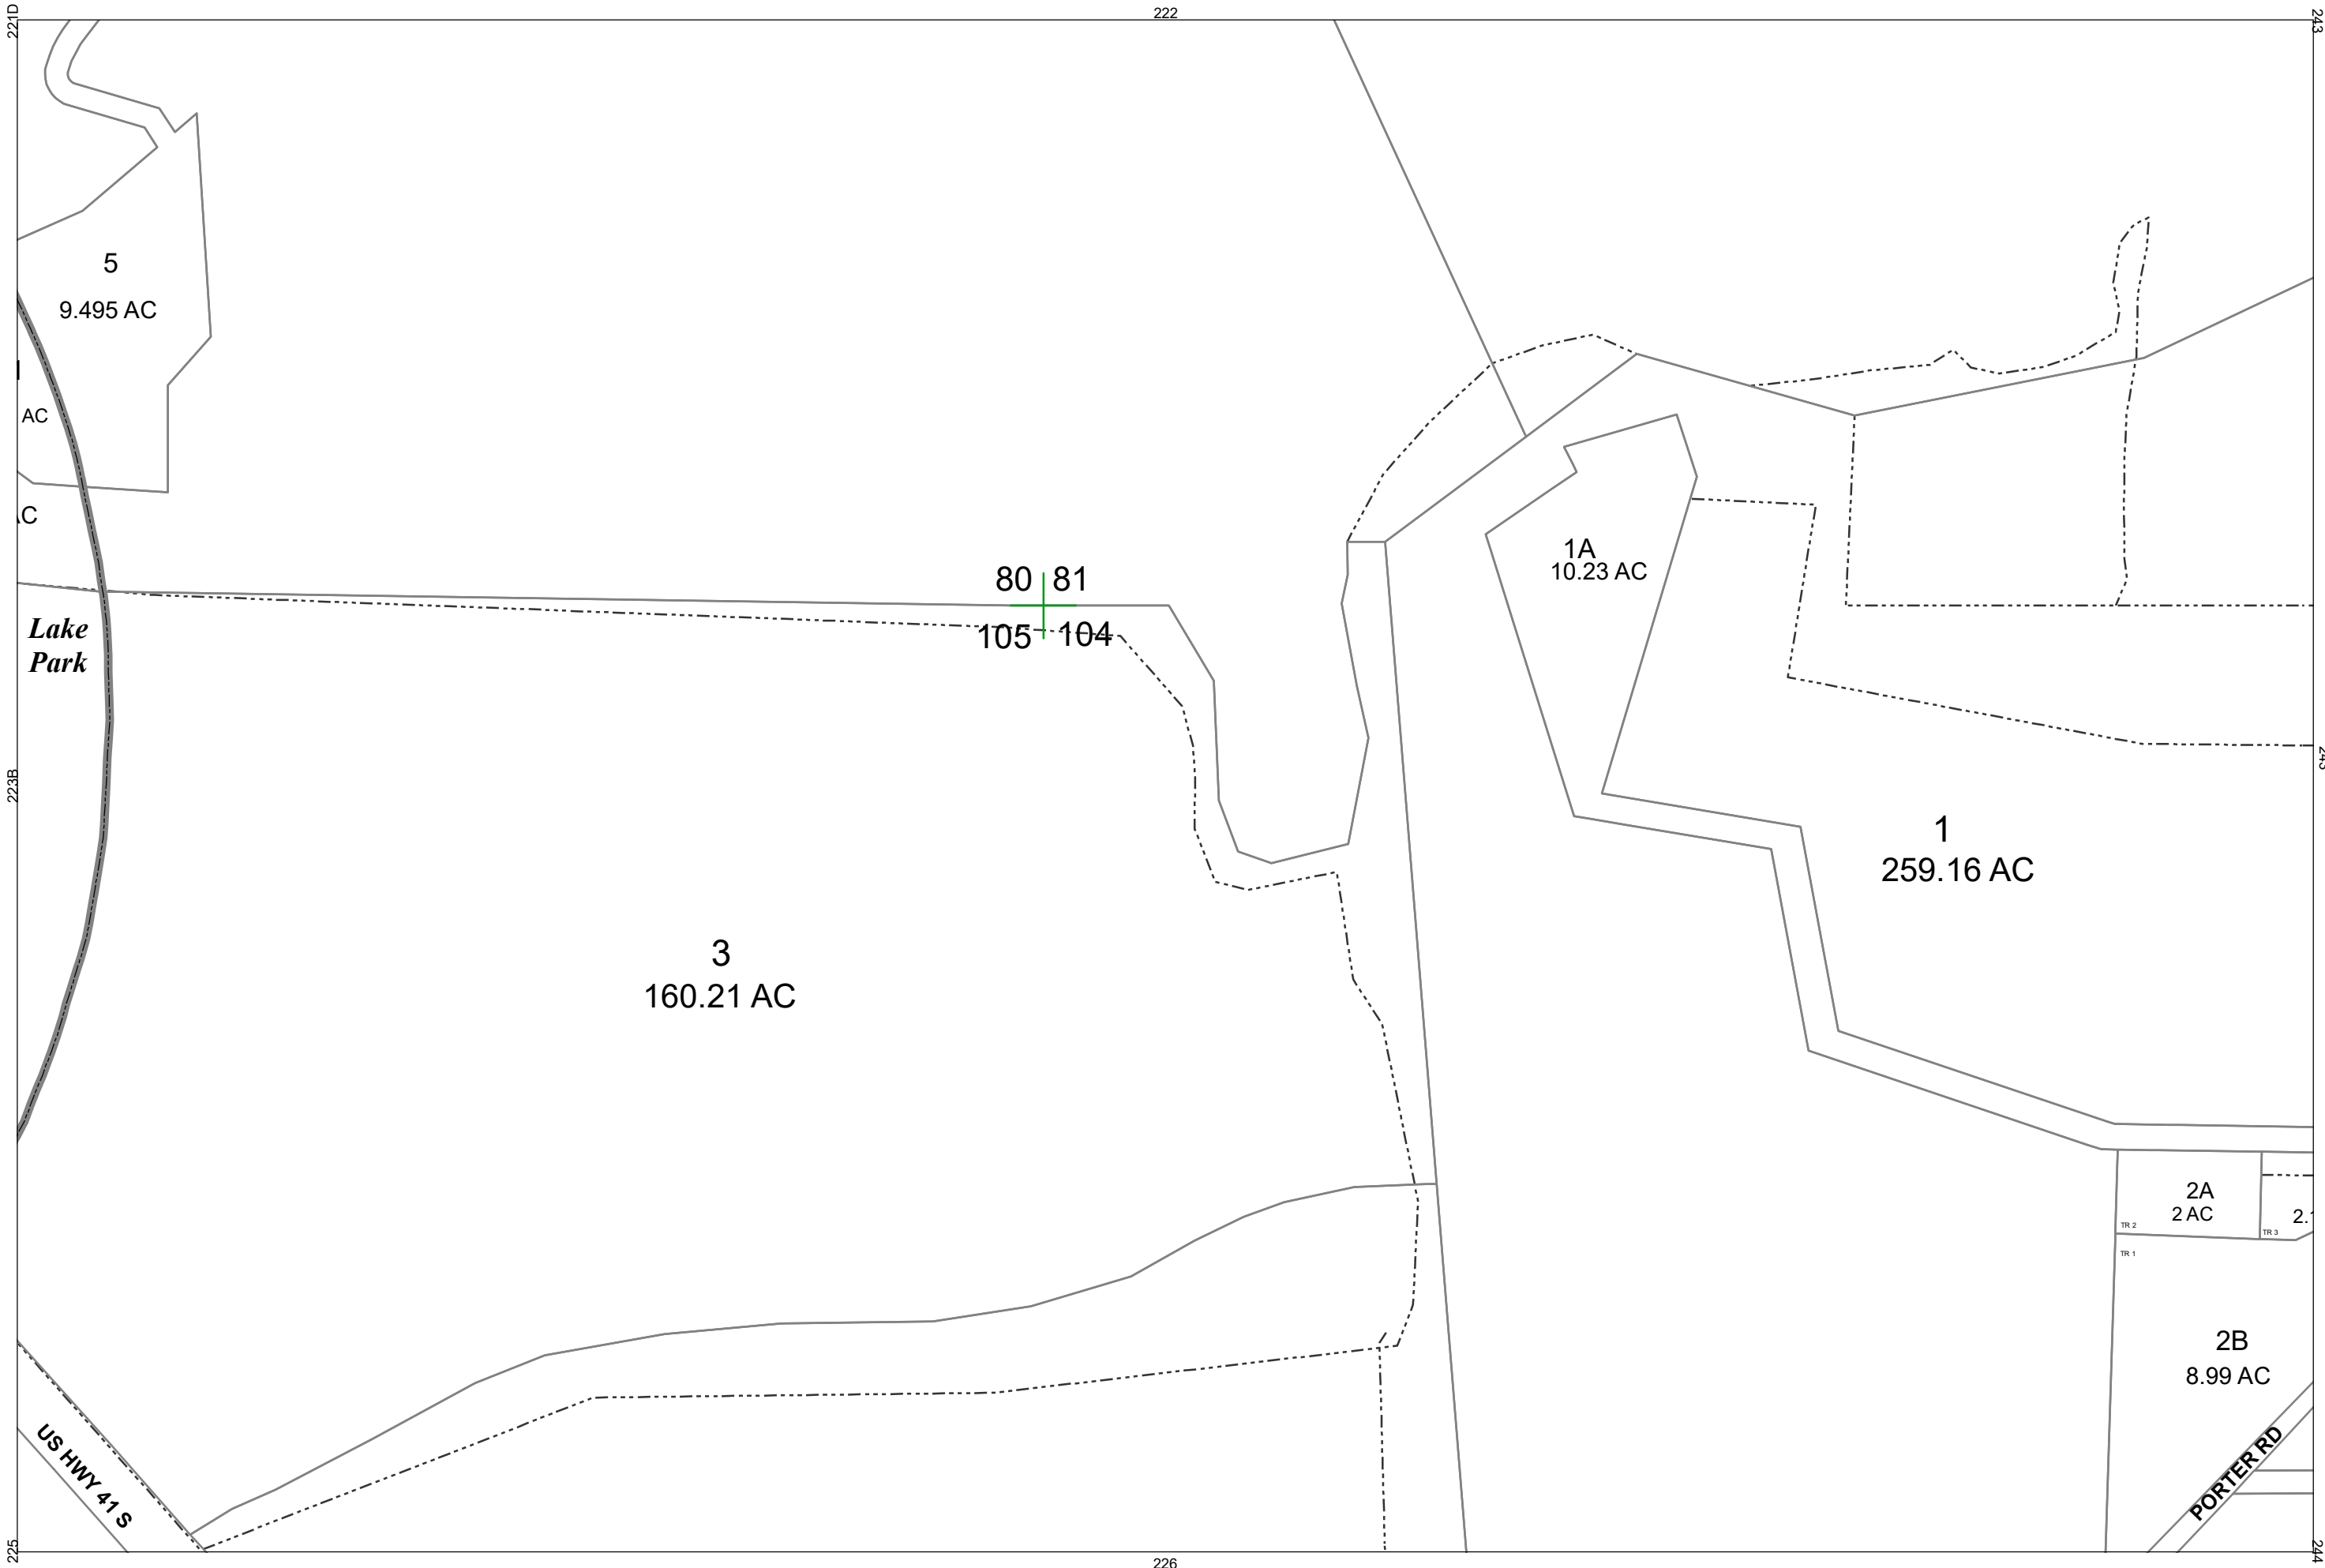 221D
222
243
5
9.495 AC
AC
80 81
105 104
Lake
Park
1A
10.23 AC
223B
243
1
259.16 AC
3
160.21 AC
2A
2 AC
TR 2
TR 3
TR 1
2B
8.99 AC
US HWY 41 S
PORTER RD
225
226
244